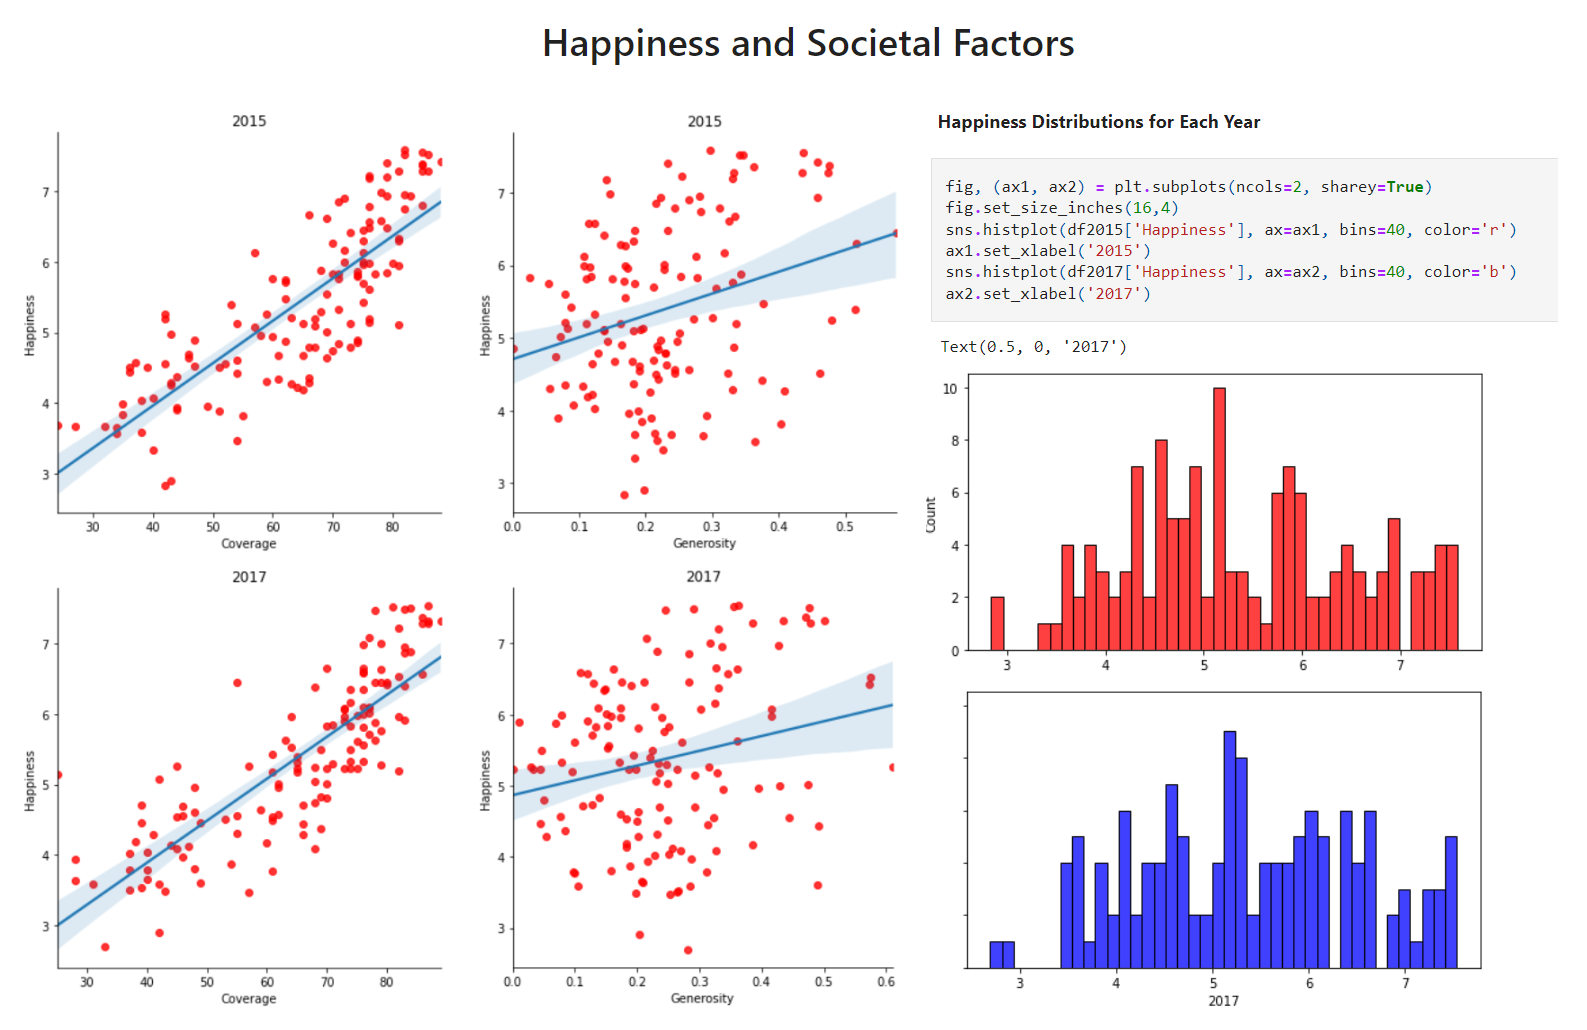 Happiness and Societal Factors
2015
Happiness
7
6
5
4
3
30 40 50 60 70 80
Coverage
2015
Happiness
7
6
5
4
3
0.0 0.1 0.2 0.3 0.4 0.5
Generosity
2017
Happiness
7
6
5
4
3
30 40 50 60 70 80
Coverage
2017
Happiness
7
6
5
4
3
0.0 0.1 0.2 0.3 0.4 0.5 0.6
Generosity
Happiness Distributions for Each Year
fig, (ax1, ax2) = plt.subplots(ncols=2, sharey=True)
fig.set_size_inches(16,4)
sns.histplot(df2015['Happiness'], ax=ax1, bins=40, color='r')
ax1.set_xlabel('2015')
sns.histplot(df2017['Happiness'], ax=ax2, bins=40, color='b')
ax2.set_xlabel('2017')
Text(0.5, 0, '2017')
Count
10
8
6
4
2
0
3 4 5 6 7
3 4 5 6 7
2017